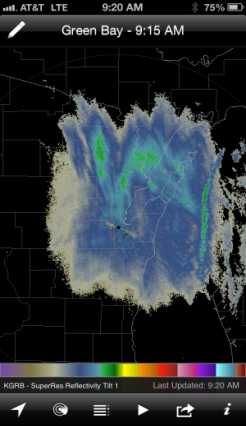 AT&T LTE 9:20 AM 75%
Green Bay - 9:15 AM
KGRB - SuperRes Reflectivity Tilt 1 Last Updated: 9:20 AM